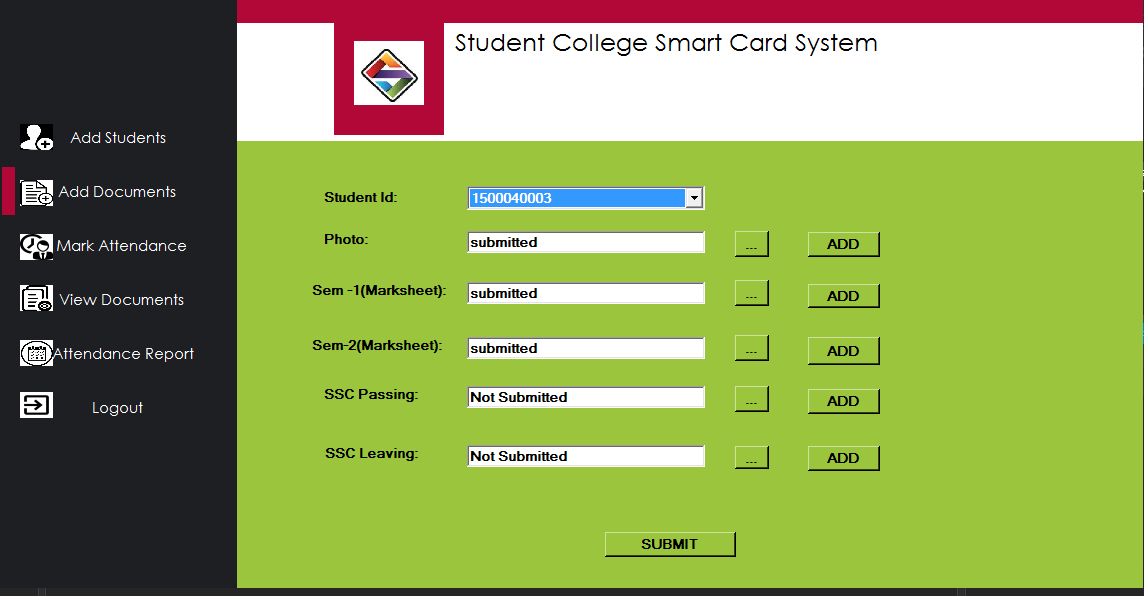 Student College Smart Card System
Add Students
Add Documents
Mark Attendance
View Documents
Attendance Report
Logout
Student Id: 1500040003
Photo: submitted ... ADD
Sem -1(Marksheet): submitted ... ADD
Sem-2(Marksheet): submitted ... ADD
SSC Passing: Not Submitted ... ADD
SSC Leaving: Not Submitted ... ADD
SUBMIT